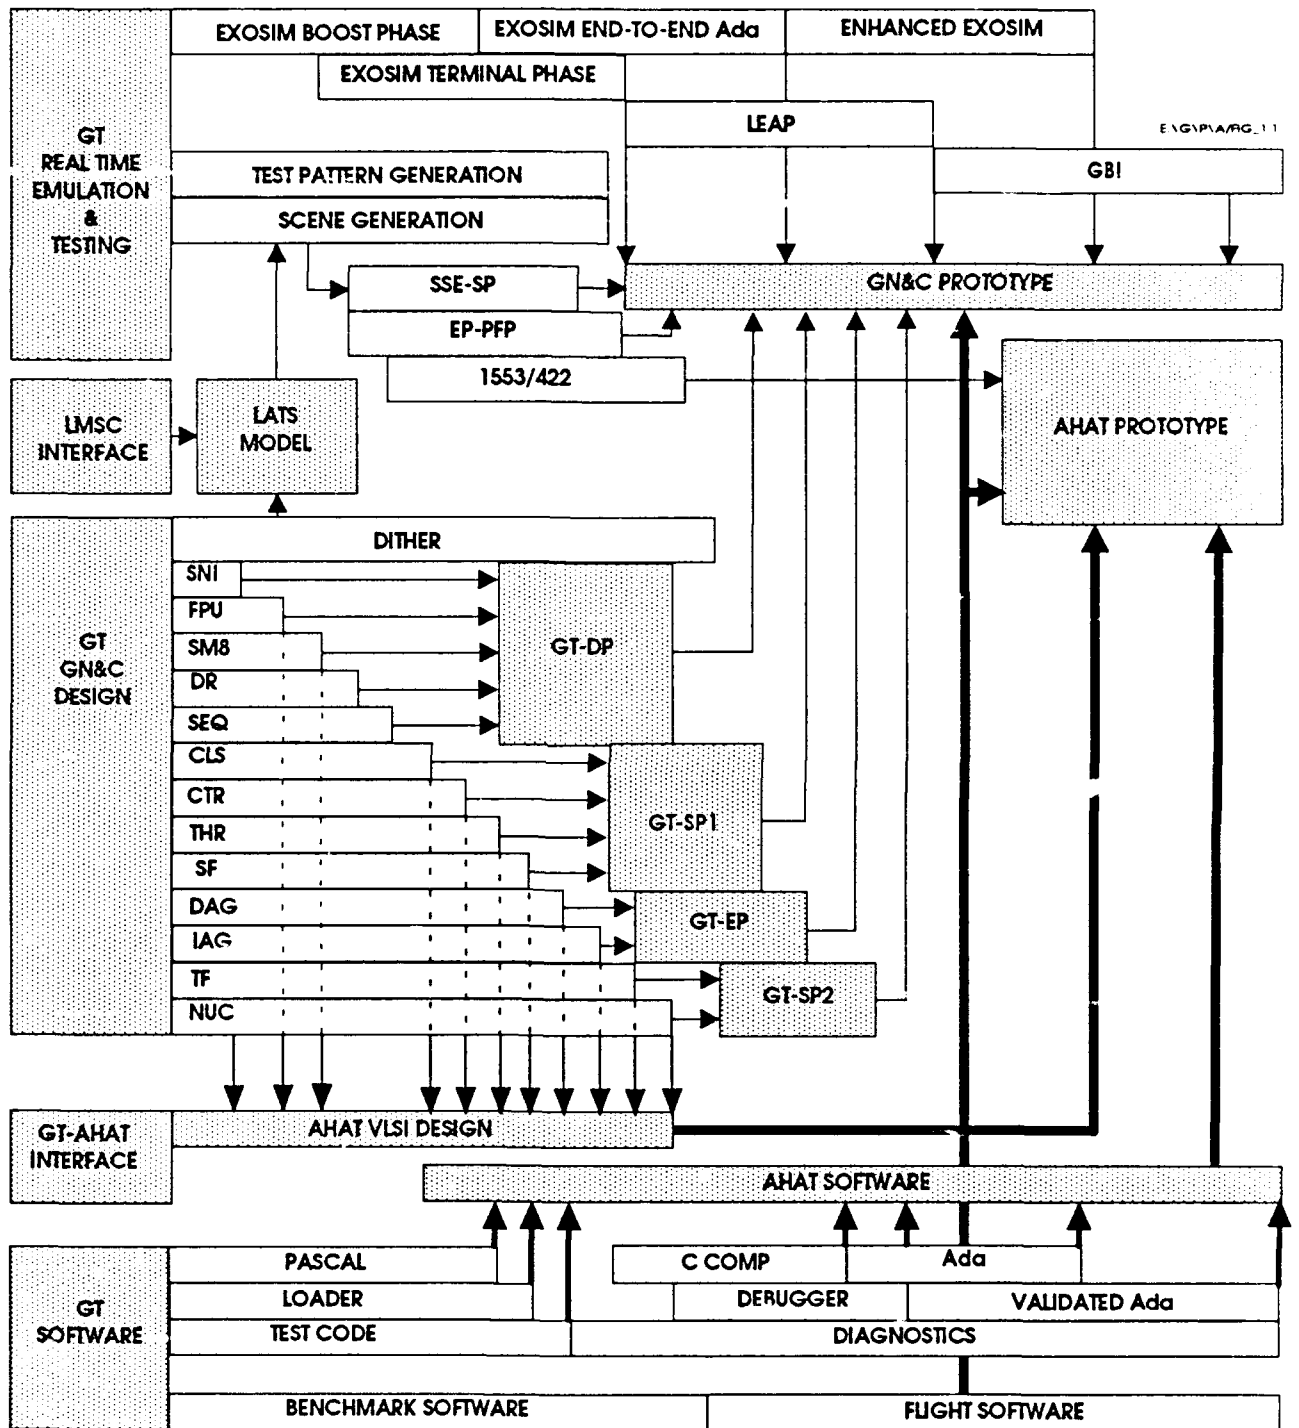 EXOSIM BOOST PHASE
EXOSIM END-TO-END Ada
ENHANCED EXOSIM
EXOSIM TERMINAL PHASE
LEAP
GT
REAL TIME
EMULATION
&
TESTING
TEST PATTERN GENERATION
GBI
SCENE GENERATION
SSE-SP
GN&C PROTOTYPE
EP-PFP
1553/422
LMSC
INTERFACE
LATS
MODEL
AHAT PROTOTYPE
DITHER
GT
GN&C
DESIGN
SNI
FPU
SM8
DR
SEQ
GT-DP
CLS
CTR
THR
SF
GT-SP1
DAG
IAG
GT-EP
TF
NUC
GT-SP2
GT-AHAT
INTERFACE
AHAT VLSI DESIGN
AHAT SOFTWARE
GT
SOFTWARE
PASCAL
C COMP
Ada
LOADER
DEBUGGER
VALIDATED Ada
TEST CODE
DIAGNOSTICS
BENCHMARK SOFTWARE
FLIGHT SOFTWARE